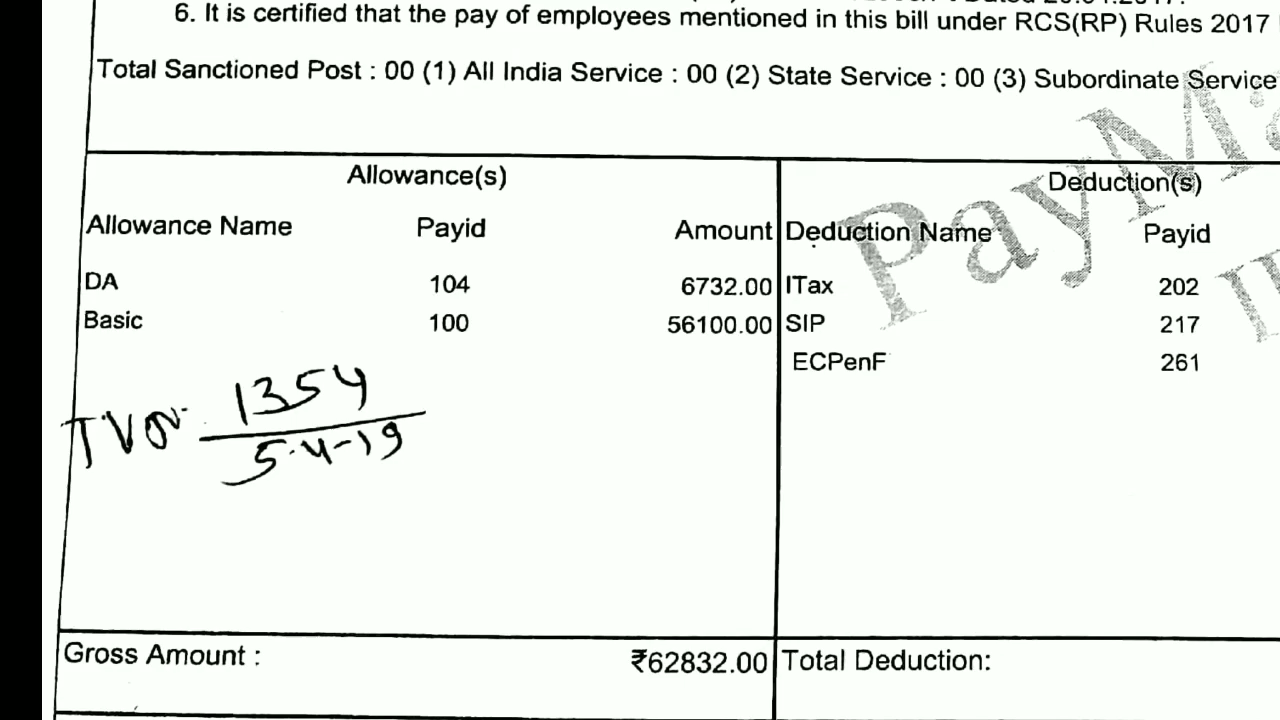 6. It is certified that the pay of employees mentioned in this bill under RCS(RP) Rules 2017
Total Sanctioned Post : 00 (1) All India Service : 00 (2) State Service : 00 (3) Subordinate Service
Allowance(s)
Allowance Name Payid Amount
DA 104 6732.00
Basic 100 56100.00
1354
5-4-19
Gross Amount : ₹62832.00
Deduction(s)
Deduction Name Payid
ITax 202
SIP 217
ECPenF 261
Total Deduction:
PayMa